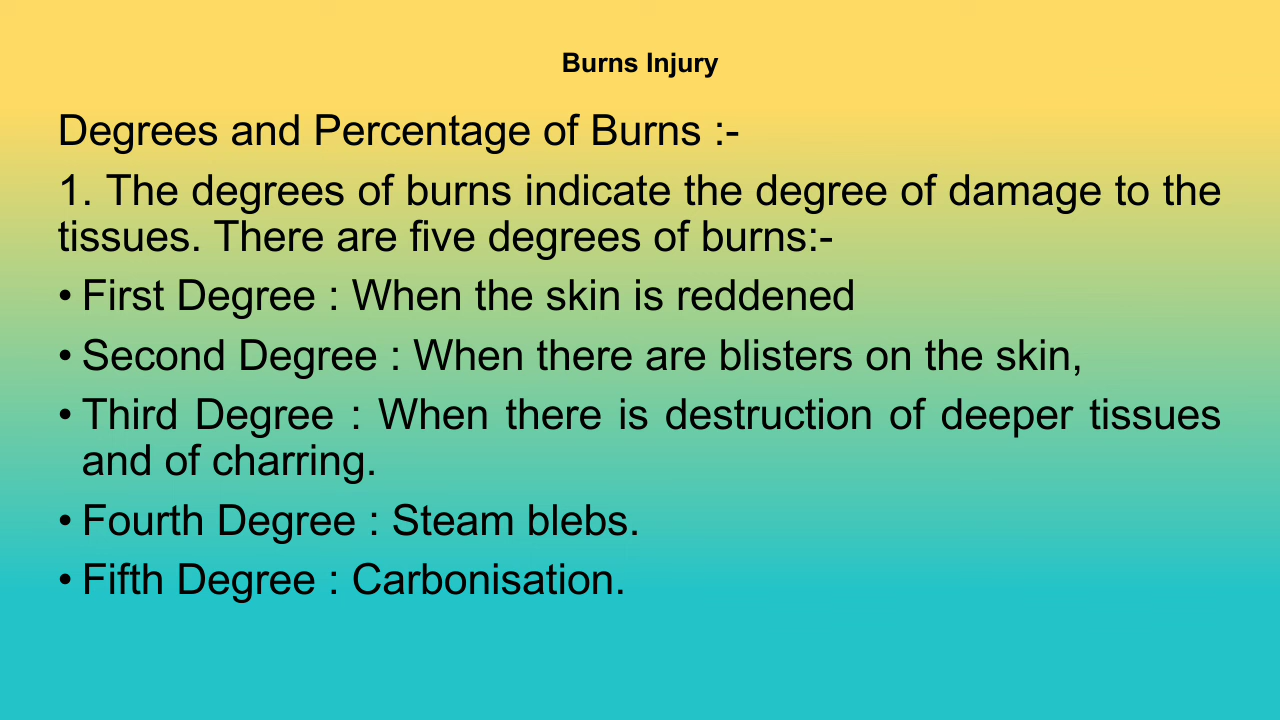 Burns Injury
Degrees and Percentage of Burns :-
1. The degrees of burns indicate the degree of damage to the
tissues. There are five degrees of burns:-
• First Degree : When the skin is reddened
• Second Degree : When there are blisters on the skin,
• Third Degree : When there is destruction of deeper tissues
and of charring.
• Fourth Degree : Steam blebs.
• Fifth Degree : Carbonisation.